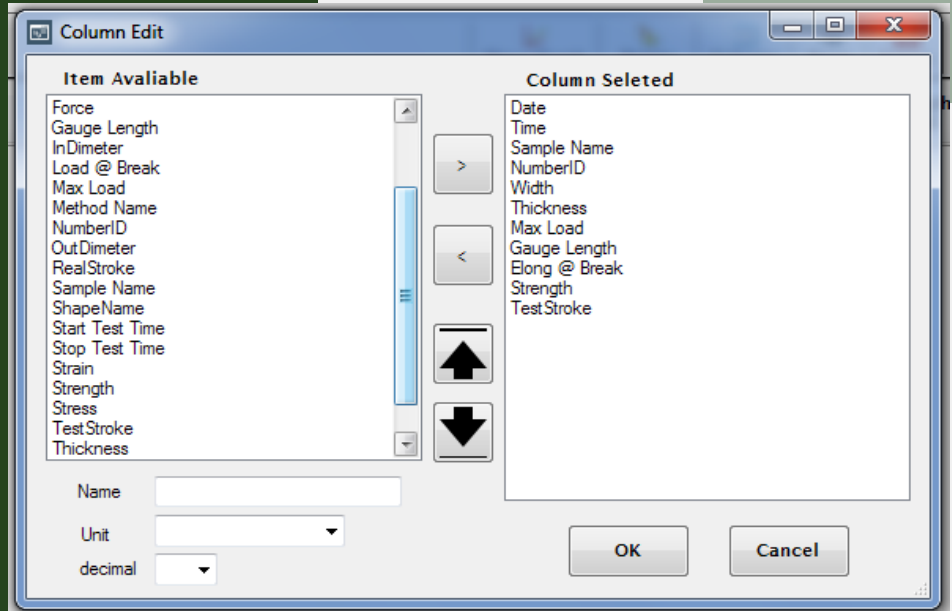 Column Edit
Item Avaliable
Force
Gauge Length
InDimeter
Load @ Break
Max Load
Method Name
NumberID
OutDimeter
RealStroke
Sample Name
ShapeName
Start Test Time
Stop Test Time
Strain
Strength
Stress
TestStroke
Thickness
>
<
Column Seleted
Date
Time
Sample Name
NumberID
Width
Thickness
Max Load
Gauge Length
Elong @ Break
Strength
TestStroke
Name
Unit
decimal
OK
Cancel